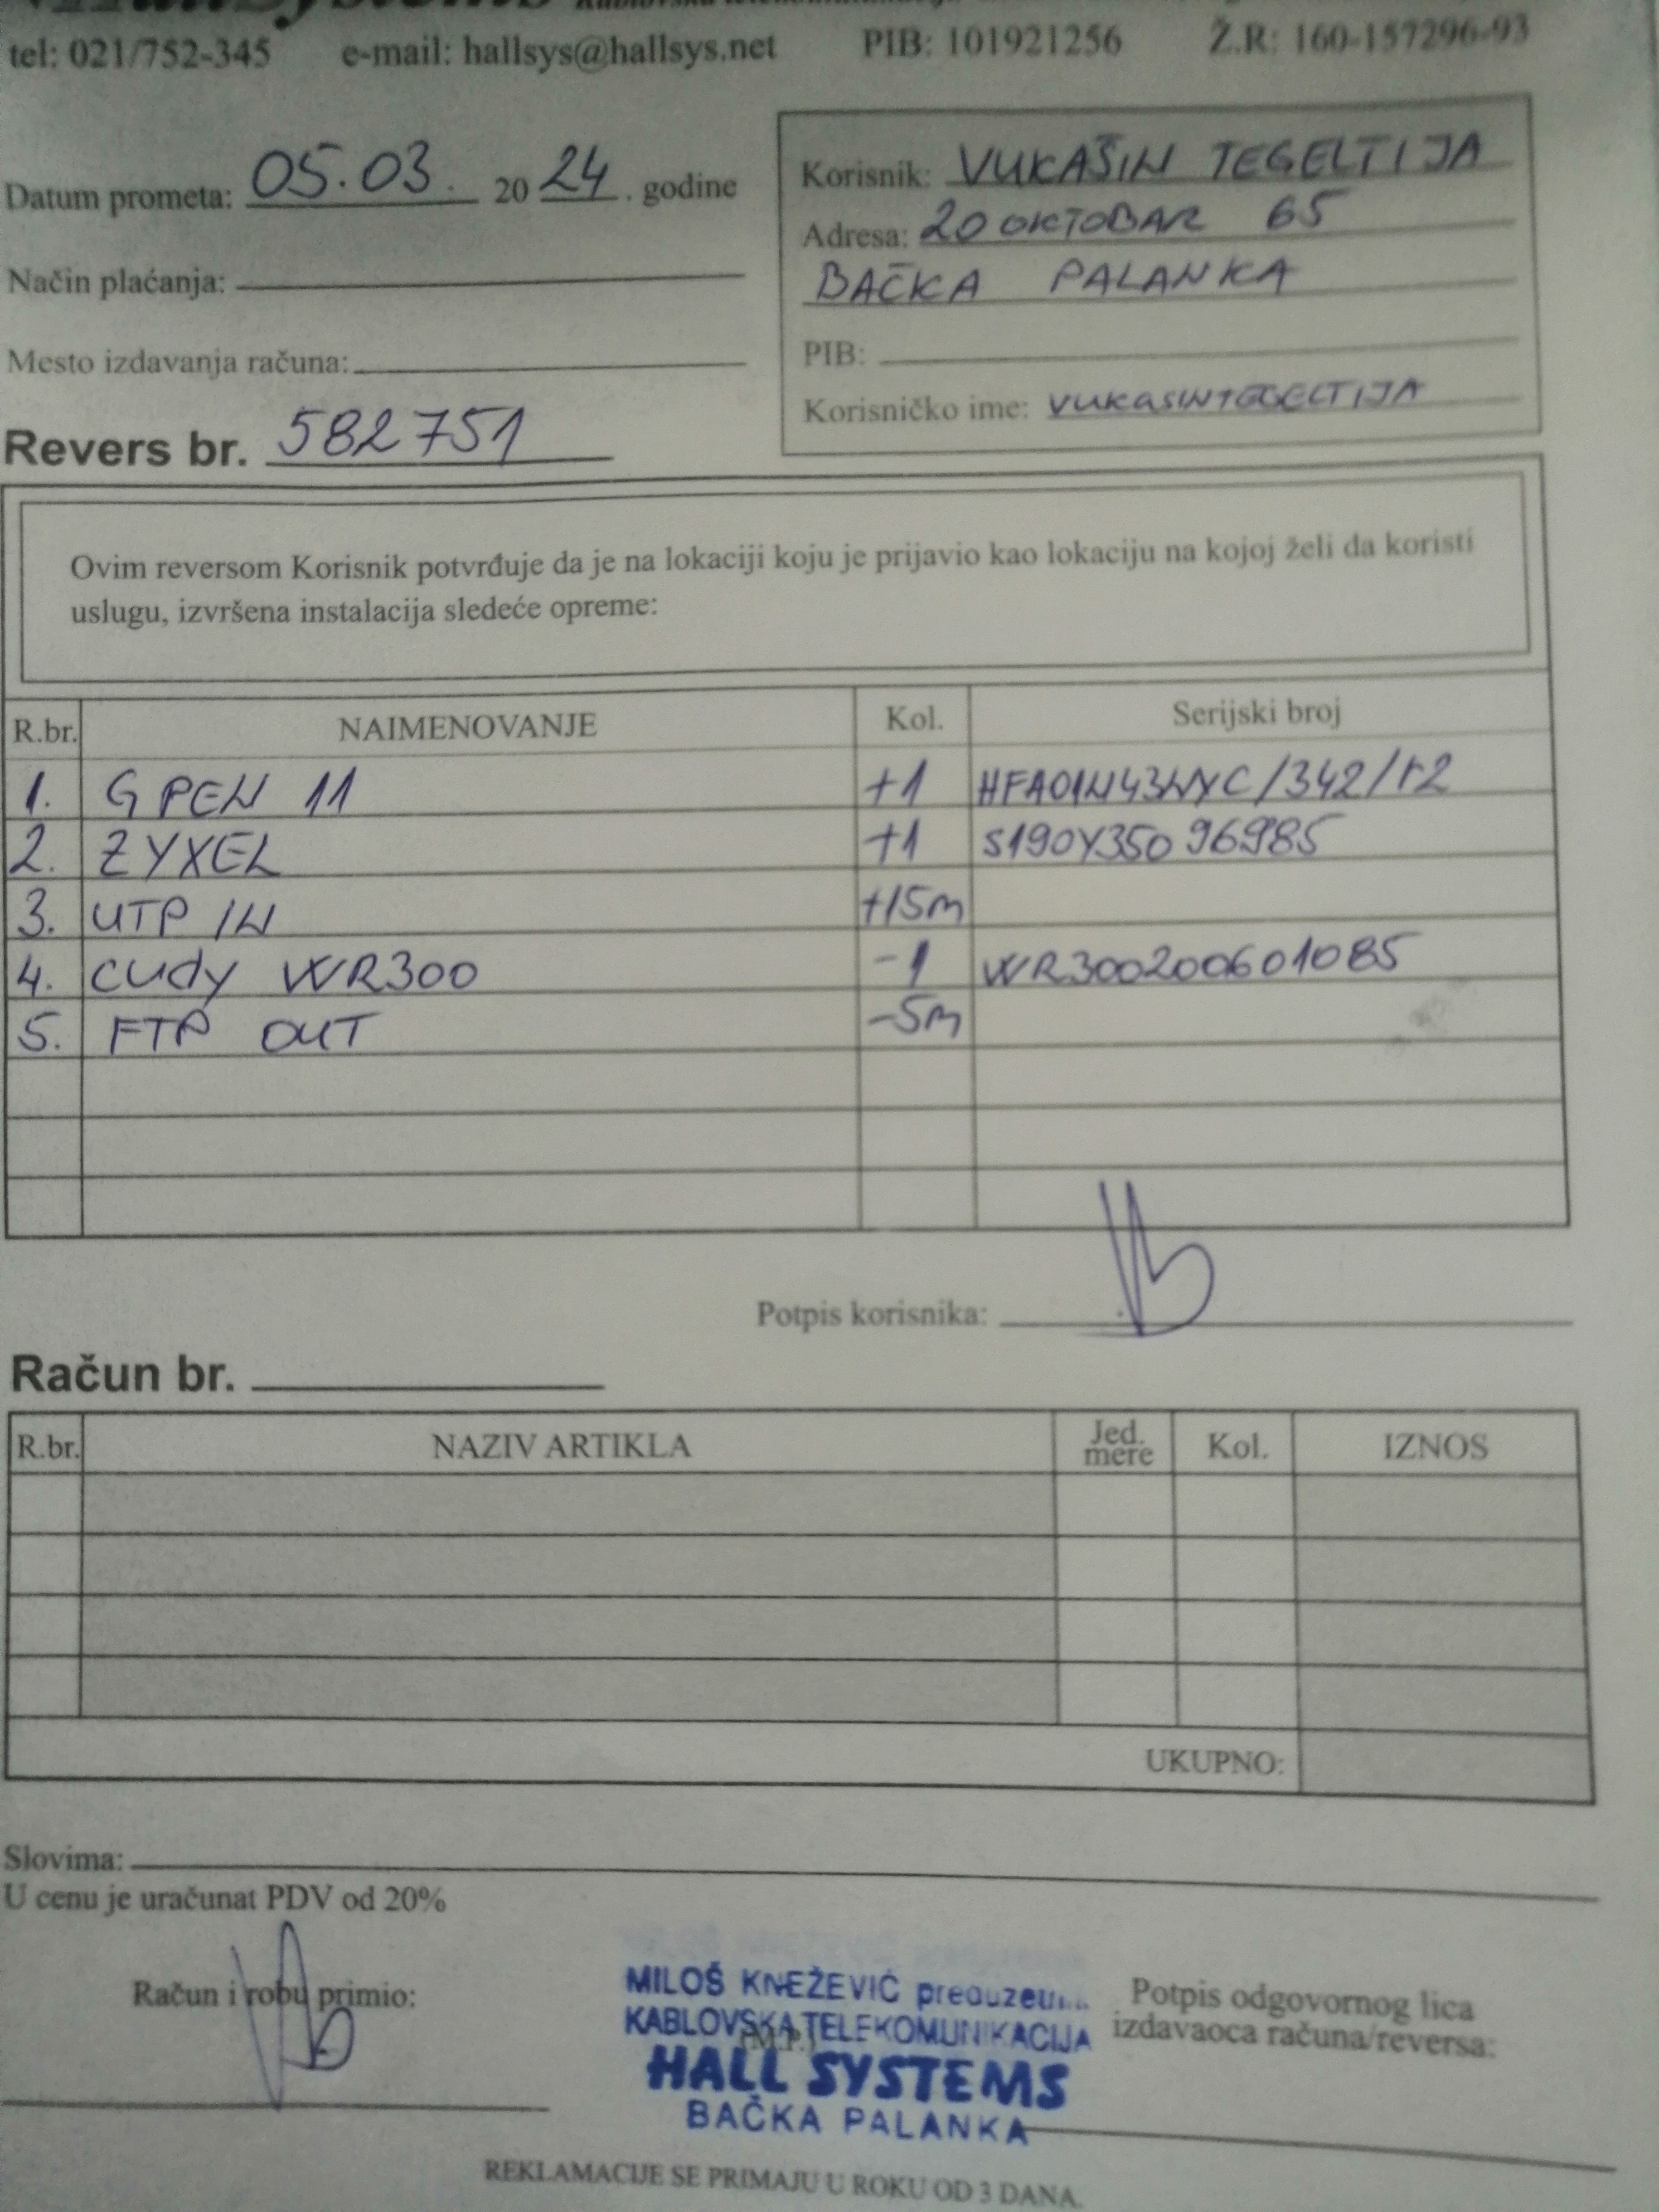 HallSystems
tel: 021/752-345 e-mail: hallsys@hallsys.net PIB: 101921256 Ž.R: 160-157296-93
Datum prometa: 05.03. 2024. godine
Način plaćanja:
Mesto izdavanja računa:
Revers br. 582751
Korisnik: VUKAŠIN TEGELTIJA
Adresa: 20 OKTOBAR 65
BAČKA PALANKA
PIB:
Korisničko ime: VUKASINTEGELTIJA
Ovim reversom Korisnik potvrđuje da je na lokaciji koju je prijavio kao lokaciju na kojoj želi da koristi
uslugu, izvršena instalacija sledeće opreme:
R.br. NAIMENOVANJE Kol. Serijski broj
1. G PEN 11 +1
2. ZYXEL +1 S190Y35096985
3. UTP IN +15m
4. CUDY WR300 -1 WR300200601085
5. FTP OUT -5m
Potpis korisnika:
Račun br.
R.br. NAZIV ARTIKLA Jed. mere Kol. IZNOS
UKUPNO:
Slovima:
U cenu je uračunat PDV od 20%
Račun i robu primio:
(M.P.)
MILOŠ KNEŽEVIĆ
KABLOVSKA TELEKOMUNIKACIJA
HALL SYSTEMS
BAČKA PALANKA
Potpis odgovornog lica
izdavaoca računa/reversa:
REKLAMACIJE SE PRIMAJU U ROKU OD 3 DANA.